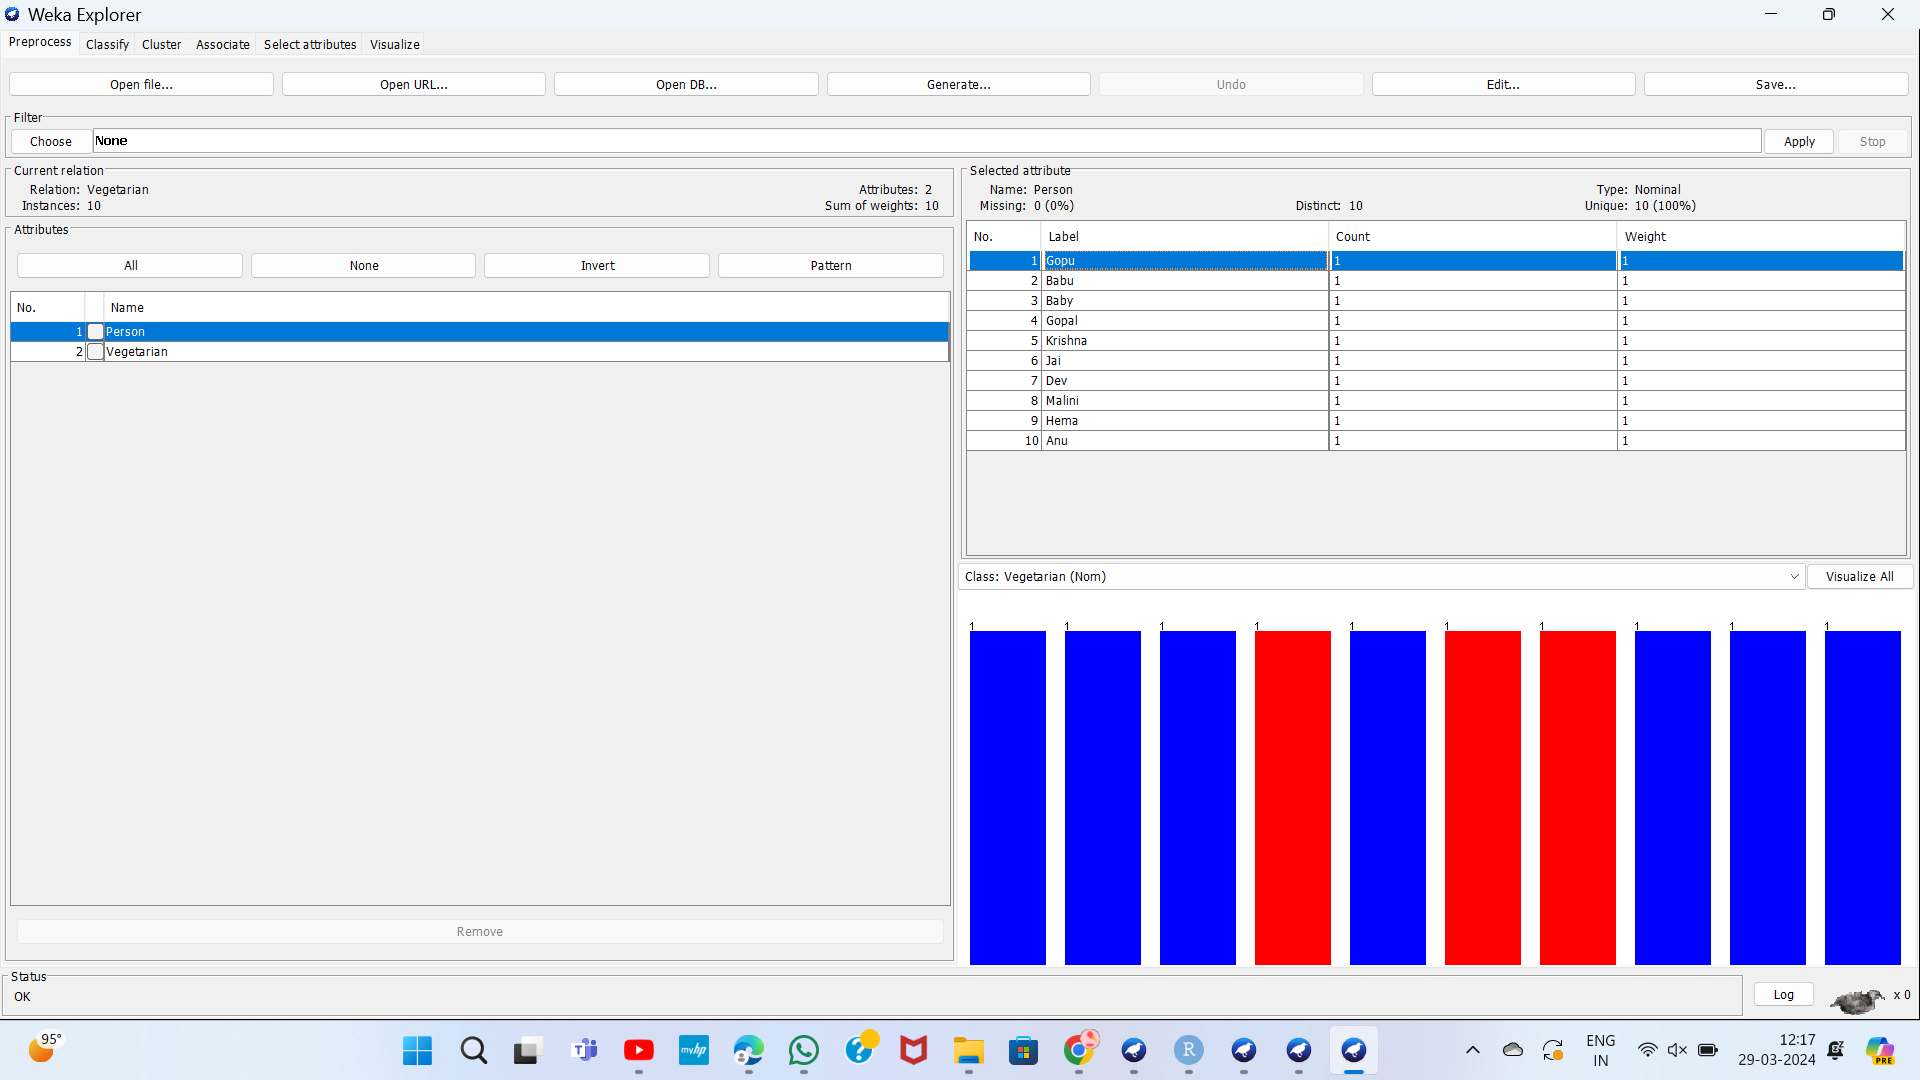 Weka Explorer
Preprocess Classify Cluster Associate Select attributes Visualize
Open file... Open URL... Open DB... Generate... Undo Edit... Save...
Filter
Choose None Apply Stop
Current relation
Relation: Vegetarian Attributes: 2
Instances: 10 Sum of weights: 10
Attributes
All None Invert Pattern
No. Name
1 Person
2 Vegetarian
Remove
Selected attribute
Name: Person Type: Nominal
Missing: 0 (0%) Distinct: 10 Unique: 10 (100%)
No. Label Count Weight
1 Gopu 1 1
2 Babu 1 1
3 Baby 1 1
4 Gopal 1 1
5 Krishna 1 1
6 Jai 1 1
7 Dev 1 1
8 Malini 1 1
9 Hema 1 1
10 Anu 1 1
Class: Vegetarian (Nom) Visualize All
1 1 1 1 1 1 1 1 1 1
Status
OK
Log x 0
95°
myhp
R
ENG
IN
12:17
29-03-2024
PRE